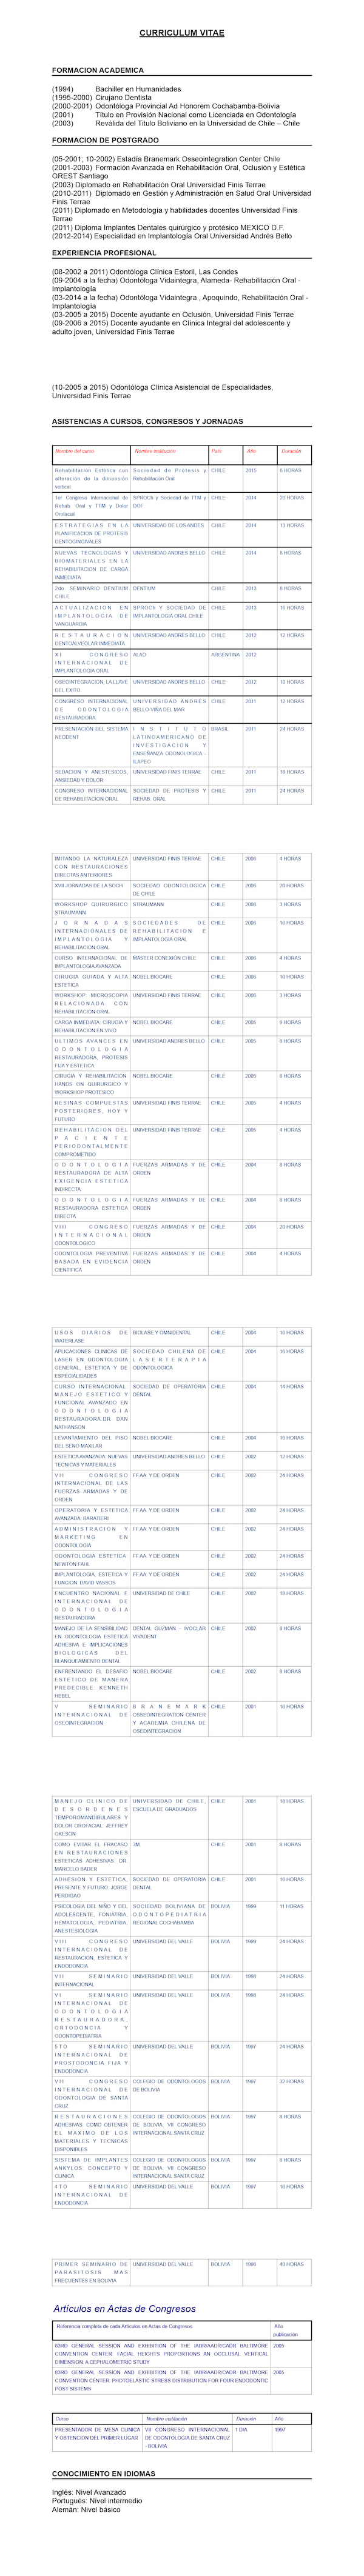 CURRICULUM VITAE
FORMACION ACADEMICA
(1994) Bachiller en Humanidades
(1995-2000) Cirujano Dentista
(2000-2001) Odontóloga Provincial Ad Honorem Cochabamba-Bolivia
(2001) Título en Provisión Nacional como Licenciada en Odontología
(2003) Reválida del Título Boliviano en la Universidad de Chile – Chile
FORMACION DE POSTGRADO
(05-2001; 10-2002) Estadía Branemark Osseointegration Center Chile
(2001-2003) Formación Avanzada en Rehabilitación Oral, Oclusión y Estética
OREST Santiago
(2003) Diplomado en Rehabilitación Oral Universidad Finis Terrae
(2010-2011) Diplomado en Gestión y Administración en Salud Oral Universidad
Finis Terrae
(2011) Diplomado en Metodología y habilidades docentes Universidad Finis
Terrae
(2011) Diploma Implantes Dentales quirúrgico y protésico MEXICO D.F.
(2012-2014) Especialidad en Implantología Oral Universidad Andrés Bello
EXPERIENCIA PROFESIONAL
(08-2002 a 2011) Odontóloga Clínica Estoril, Las Condes
(09-2004 a la fecha) Odontóloga Vidaintegra, Alameda- Rehabilitación Oral -
Implantología
(03-2014 a la fecha) Odontóloga Vidaintegra , Apoquindo, Rehabilitación Oral -
Implantología
(03-2005 a 2015) Docente ayudante en Oclusión, Universidad Finis Terrae
(09-2006 a 2015) Docente ayudante en Clínica Integral del adolescente y
adulto joven, Universidad Finis Terrae
(10-2005 a 2015) Odontóloga Clínica Asistencial de Especialidades,
Universidad Finis Terrae
ASISTENCIAS A CURSOS, CONGRESOS Y JORNADAS
Nombre del curso Nombre institución País Año Duración
Rehabilitación Estética con Sociedad de Prótesis y CHILE 2015 6 HORAS
alteración de la dimensión Rehabilitación Oral
vertical
1er Congreso Internacional de SPROCh y Sociedad de TTM y CHILE 2014 20 HORAS
Rehab. Oral y TTM y Dolor DOF
Orofacial
ESTRATEGIAS EN LA UNIVERSIDAD DE LOS ANDES CHILE 2014 13 HORAS
PLANIFICACION DE PROTESIS
DENTOGINGIVALES
NUEVAS TECNOLOGIAS Y UNIVERSIDAD ANDRES BELLO CHILE 2014 8 HORAS
BIOMATERIALES EN LA
REHABILITACION DE CARGA
INMEDIATA
2do. SEMINARIO DENTIUM DENTIUM CHILE 2013 8 HORAS
CHILE
ACTUALIZACION EN SPROCh Y SOCIEDAD DE CHILE 2013 16 HORAS
IMPLANTOLOGIA DE IMPLANTOLOGIA ORAL CHILE
VANGUARDIA
RESTAURACION UNIVERSIDAD ANDRES BELLO CHILE 2012 12 HORAS
DENTOALVEOLAR INMEDIATA
XI CONGRESO ALAO ARGENTINA 2012
INTERNACIONAL DE
IMPLANTOLOGIA ORAL
OSEOINTEGRACION, LA LLAVE UNIVERSIDAD ANDRES BELLO CHILE 2012 10 HORAS
DEL EXITO
CONGRESO INTERNACIONAL UNIVERSIDAD ANDRES CHILE 2011 12 HORAS
DE ODONTOLOGIA BELLO-VIÑA DEL MAR
RESTAURADORA
PRESENTACION DEL SISTEMA INSTITUTO BRASIL 2011 24 HORAS
NEODENT LATINOAMERICANO DE
INVESTIGACION Y
ENSEÑANZA ODONOLOGICA -
ILAPEO
SEDACION Y ANESTESICOS, UNIVERSIDAD FINIS TERRAE CHILE 2011 19 HORAS
ANSIEDAD Y DOLOR
CONGRESO INTERNACIONAL SOCIEDAD DE PROTESIS Y CHILE 2011 24 HORAS
DE REHABILITACION ORAL REHAB. ORAL
IMITANDO LA NATURALEZA UNIVERSIDAD FINIS TERRAE CHILE 2006 4 HORAS
CON RESTAURACIONES
DIRECTAS ANTERIORES
XVII JORNADAS DE LA SOCH SOCIEDAD ODONTOLOGICA CHILE 2006 20 HORAS
DE CHILE
WORKSHOP QUIRURGICO STRAUMANN CHILE 2006 3 HORAS
STRAUMANN
JORNADAS SOCIEDADES DE CHILE 2006 16 HORAS
INTERNACIONALES DE REHABILITACION E
IMPLANTOLOGIA Y IMPLANTOLOGIA ORAL
REHABILITACION ORAL
CURSO INTERNACIONAL DE MASTER CONEXIÓN CHILE CHILE 2006 4 HORAS
IMPLANTOLOGIA AVANZADA
CIRUGIA GUIADA Y ALTA NOBEL BIOCARE CHILE 2006 10 HORAS
ESTETICA
WORKSHOP MICROSCOPIA UNIVERSIDAD FINIS TERRAE CHILE 2006 3 HORAS
RELACIONADA CON
REHABILITACION ORAL
CARGA INMEDIATA: CIRUGIA Y NOBEL BIOCARE CHILE 2005 9 HORAS
REHABILITACION EN VIVO
ULTIMOS AVANCES EN UNIVERSIDAD ANDRES BELLO CHILE 2005 8 HORAS
ODONTOLOGIA
RESTAURADORA, PROTESIS
FIJA Y ESTETICA
CIRUGIA Y REHABILITACION: NOBEL BIOCARE CHILE 2005 8 HORAS
HANDS ON QUIRURGICO Y
WORKSHOP PROTESICO
RESINAS COMPUESTAS UNIVERSIDAD FINIS TERRAE CHILE 2005 4 HORAS
POSTERIORES, HOY Y
FUTURO
REHABILITACION DEL UNIVERSIDAD FINIS TERRAE CHILE 2005 4 HORAS
PACIENTE
PERIODONTALMENTE
COMPROMETIDO
ODONTOLOGIA FUERZAS ARMADAS Y DE CHILE 2004 8 HORAS
RESTAURADORA DE ALTA ORDEN
EXIGENCIA ESTETICA
INDIRECTA
ODONTOLOGIA FUERZAS ARMADAS Y DE CHILE 2004 8 HORAS
RESTAURADORA ESTETICA ORDEN
DIRECTA
VIII CONGRESO FUERZAS ARMADAS Y DE CHILE 2004 20 HORAS
INTERNACIONAL ORDEN
ODONTOLOGICO
ODONTOLOGIA PREVENTIVA FUERZAS ARMADAS Y DE CHILE 2004 4 HORAS
BASADA EN EVIDENCIA ORDEN
CIENTIFICA
USOS DIARIOS DE BIOLASE Y OMNIDENTAL CHILE 2004 16 HORAS
WATERLASE
APLICACIONES CLINICAS DE SOCIEDAD CHILENA DE CHILE 2004 16 HORAS
LASER EN ODONTOLOGIA LASERTERAPIA
GENERAL, ESTETICA Y DE ODONTOLOGICA
ESPECIALIDADES
CURSO INTERNACIONAL, SOCIEDAD DE OPERATORIA CHILE 2004 14 HORAS
MANEJO ESTETICO Y DENTAL
FUNCIONAL AVANZADO EN
ODONTOLOGIA
RESTAURADORA DR. DAN
NATHANSON
LEVANTAMIENTO DEL PISO NOBEL BIOCARE CHILE 2004 16 HORAS
DEL SENO MAXILAR
ESTETICA AVANZADA: NUEVAS UNIVERSIDAD ANDRES BELLO CHILE 2002 12 HORAS
TECNICAS Y MATERIALES
VII CONGRESO FF.AA. Y DE ORDEN CHILE 2002 24 HORAS
INTERNACIONAL DE LAS
FUERZAS ARMADAS Y DE
ORDEN
OPERATORIA Y ESTETICA FF.AA. Y DE ORDEN CHILE 2002 24 HORAS
AVANZADA. BARATIERI
ADMINISTRACION Y FF.AA. Y DE ORDEN CHILE 2002 24 HORAS
MARKETING EN
ODONTOLOGIA
ODONTOLOGIA ESTETICA. FF.AA. Y DE ORDEN CHILE 2002 24 HORAS
NEWTON FAHL
IMPLANTOLOGIA, ESTETICA Y FF.AA. Y DE ORDEN CHILE 2002 24 HORAS
FUNCION. DAVID VASSOS
ENCUENTRO NACIONAL E UNIVERSIDAD DE CHILE CHILE 2002 18 HORAS
INTERNACIONAL DE
ODONTOLOGIA
RESTAURADORA
MANEJO DE LA SENSIBILIDAD DENTAL GUZMAN – IVOCLAR CHILE 2002 8 HORAS
EN ODONTOLOGIA ESTETICA VIVADENT
ADHESIVA E IMPLICACIONES
BIOLOGICAS DEL
BLANQUEAMIENTO DENTAL
ENFRENTANDO EL DESAFIO NOBEL BIOCARE CHILE 2002 8 HORAS
ESTETICO DE MANERA
PREDECIBLE. KENNETH
HEBEL
V SEMINARIO BRANEMARK CHILE 2001 16 HORAS
INTERNACIONAL DE OSSEOINTEGRATION CENTER
OSEOINTEGRACION Y ACADEMIA CHILENA DE
OSEOINTEGRACION
MANEJO CLINICO DE UNIVERSIDAD DE CHILE, CHILE 2001 18 HORAS
DESORDENES ESCUELA DE GRADUADOS
TEMPOROMANDIBULARES Y
DOLOR OROFACIAL. JEFFREY
OKESON
COMO EVITAR EL FRACASO 3M CHILE 2001 8 HORAS
EN RESTAURACIONES
ESTETICAS ADHESIVAS. DR.
MARCELO BADER
ADHESION Y ESTETICA, SOCIEDAD DE OPERATORIA CHILE 2001 16 HORAS
PRESENTE Y FUTURO. JORGE DENTAL
PERDIGAO
PSICOLOGIA DEL NIÑO Y DEL SOCIEDAD BOLIVIANA DE BOLIVIA 1999 11 HORAS
ADOLESCENTE, FONIATRIA, ODONTOPEDIATRIA
HEMATOLOGIA, PEDIATRIA, REGIONAL COCHABAMBA
ANESTESIOLOGIA
VIII CONGRESO UNIVERSIDAD DEL VALLE BOLIVIA 1999 24 HORAS
INTERNACIONAL DE
RESTAURACION, ESTETICA Y
ENDODONCIA
VII SEMINARIO UNIVERSIDAD DEL VALLE BOLIVIA 1998 24 HORAS
INTERNACIONAL
VI SEMINARIO UNIVERSIDAD DEL VALLE BOLIVIA 1998 24 HORAS
INTERNACIONAL DE
ODONTOLOGIA
RESTAURADORA,
ORTODONCIA Y
ODONTOPEDIATRIA
5TO SEMINARIO UNIVERSIDAD DEL VALLE BOLIVIA 1997 24 HORAS
INTERNACIONAL DE
PROSTODONCIA FIJA Y
ENDODONCIA
VII CONGRESO COLEGIO DE ODONTOLOGOS BOLIVIA 1997 32 HORAS
INTERNACIONAL DE DE BOLIVIA
ODONTOLOGIA DE SANTA
CRUZ
RESTAURACIONES COLEGIO DE ODONTOLOGOS BOLIVIA 1997 8 HORAS
ADHESIVAS: COMO OBTENER DE BOLIVIA. VII CONGRESO
EL MAXIMO DE LOS INTERNACIONAL SANTA CRUZ
MATERIALES Y TECNICAS
DISPONIBLES
SISTEMA DE IMPLANTES COLEGIO DE ODONTOLOGOS BOLIVIA 1997 8 HORAS
ANKYLOS: CONCEPTO Y DE BOLIVIA. VII CONGRESO
CLINICA INTERNACIONAL SANTA CRUZ
4TO SEMINARIO UNIVERSIDAD DEL VALLE BOLIVIA 1997 16 HORAS
INTERNACIONAL DE
ENDODONCIA
PRIMER SEMINARIO DE UNIVERSIDAD DEL VALLE BOLIVIA 1996 40 HORAS
PARASITOSIS MAS
FRECUENTES EN BOLIVIA
Artículos en Actas de Congresos
Referencia completa de cada Artículos en Actas de Congresos Año
publicación
83RD GENERAL SESSION AND EXHIBITION OF THE IADR/AADR/CADR BALTIMORE 2005
CONVENTION CENTER. FACIAL HEIGHTS PROPORTIONS AN OCCLUSAL VERTICAL
DIMENSION: A CEPHALOMETRIC STUDY
83RD GENERAL SESSION AND EXHIBITION OF THE IADR/AADR/CADR BALTIMORE 2005
CONVENTION CENTER. PHOTOELASTIC STRESS DISTRIBUTION FOR FOUR ENDODONTIC
POST SISTEMS
Curso Nombre institución Duración Año
PRESENTADOR DE MESA CLINICA VII CONGRESO INTERNACIONAL 1 DIA 1997
Y OBTENCION DEL PRIMER LUGAR DE ODONTOLOGIA DE SANTA CRUZ
- BOLIVIA
CONOCIMIENTO EN IDIOMAS
Inglés: Nivel Avanzado
Portugués: Nivel intermedio
Alemán: Nivel básico